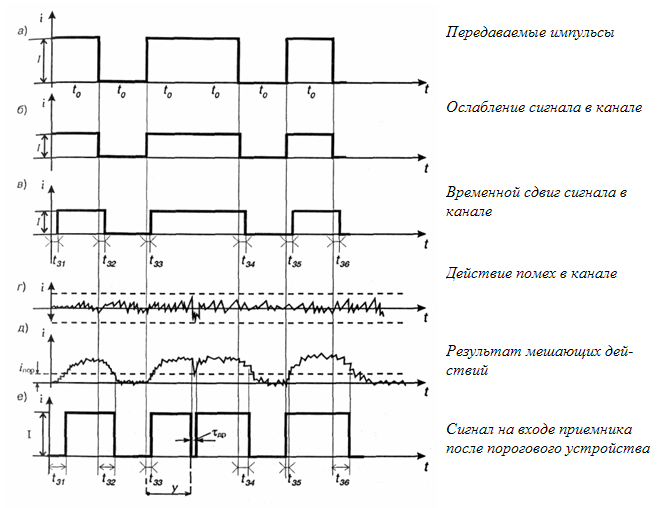 а) i
Передаваемые импульсы
I
t₀ t₀ t₀ t₀ t₀ t₀ t
б) i
Ослабление сигнала в канале
I
t
в) i
Временной сдвиг сигнала в
канале
I
t
t₃₁ t₃₂ t₃₃ t₃₄ t₃₅ t₃₆
г) i
Действие помех в канале
t
д) i
Результат мешающих дей-
ствий
iпор
t
е) i
Сигнал на входе приемника
после порогового устройства
I
τдр
t
t₃₁ t₃₂ t₃₃ t₃₄ t₃₅ t₃₆
y